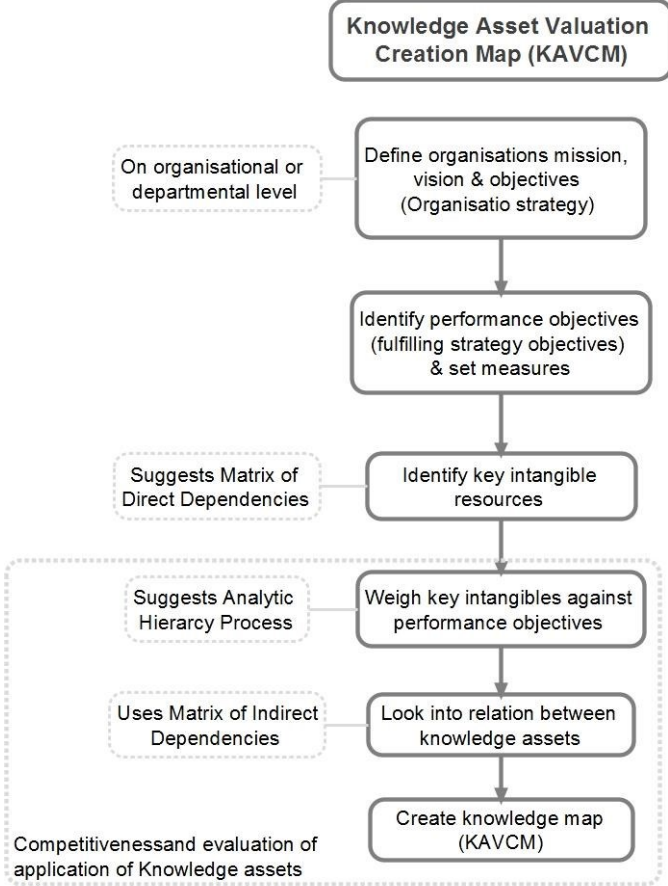 Knowledge Asset Valuation
Creation Map (KAVCM)
On organisational or
departmental level
Define organisations mission,
vision & objectives
(Organisatio strategy)
Identify performance objectives
(fulfilling strategy objectives)
& set measures
Suggests Matrix of
Direct Dependencies
Identify key intangible
resources
Suggests Analytic
Hierarcy Process
Weigh key intangibles against
performance objectives
Uses Matrix of Indirect
Dependencies
Look into relation between
knowledge assets
Create knowledge map
(KAVCM)
Competitivenessand evaluation of
application of Knowledge assets